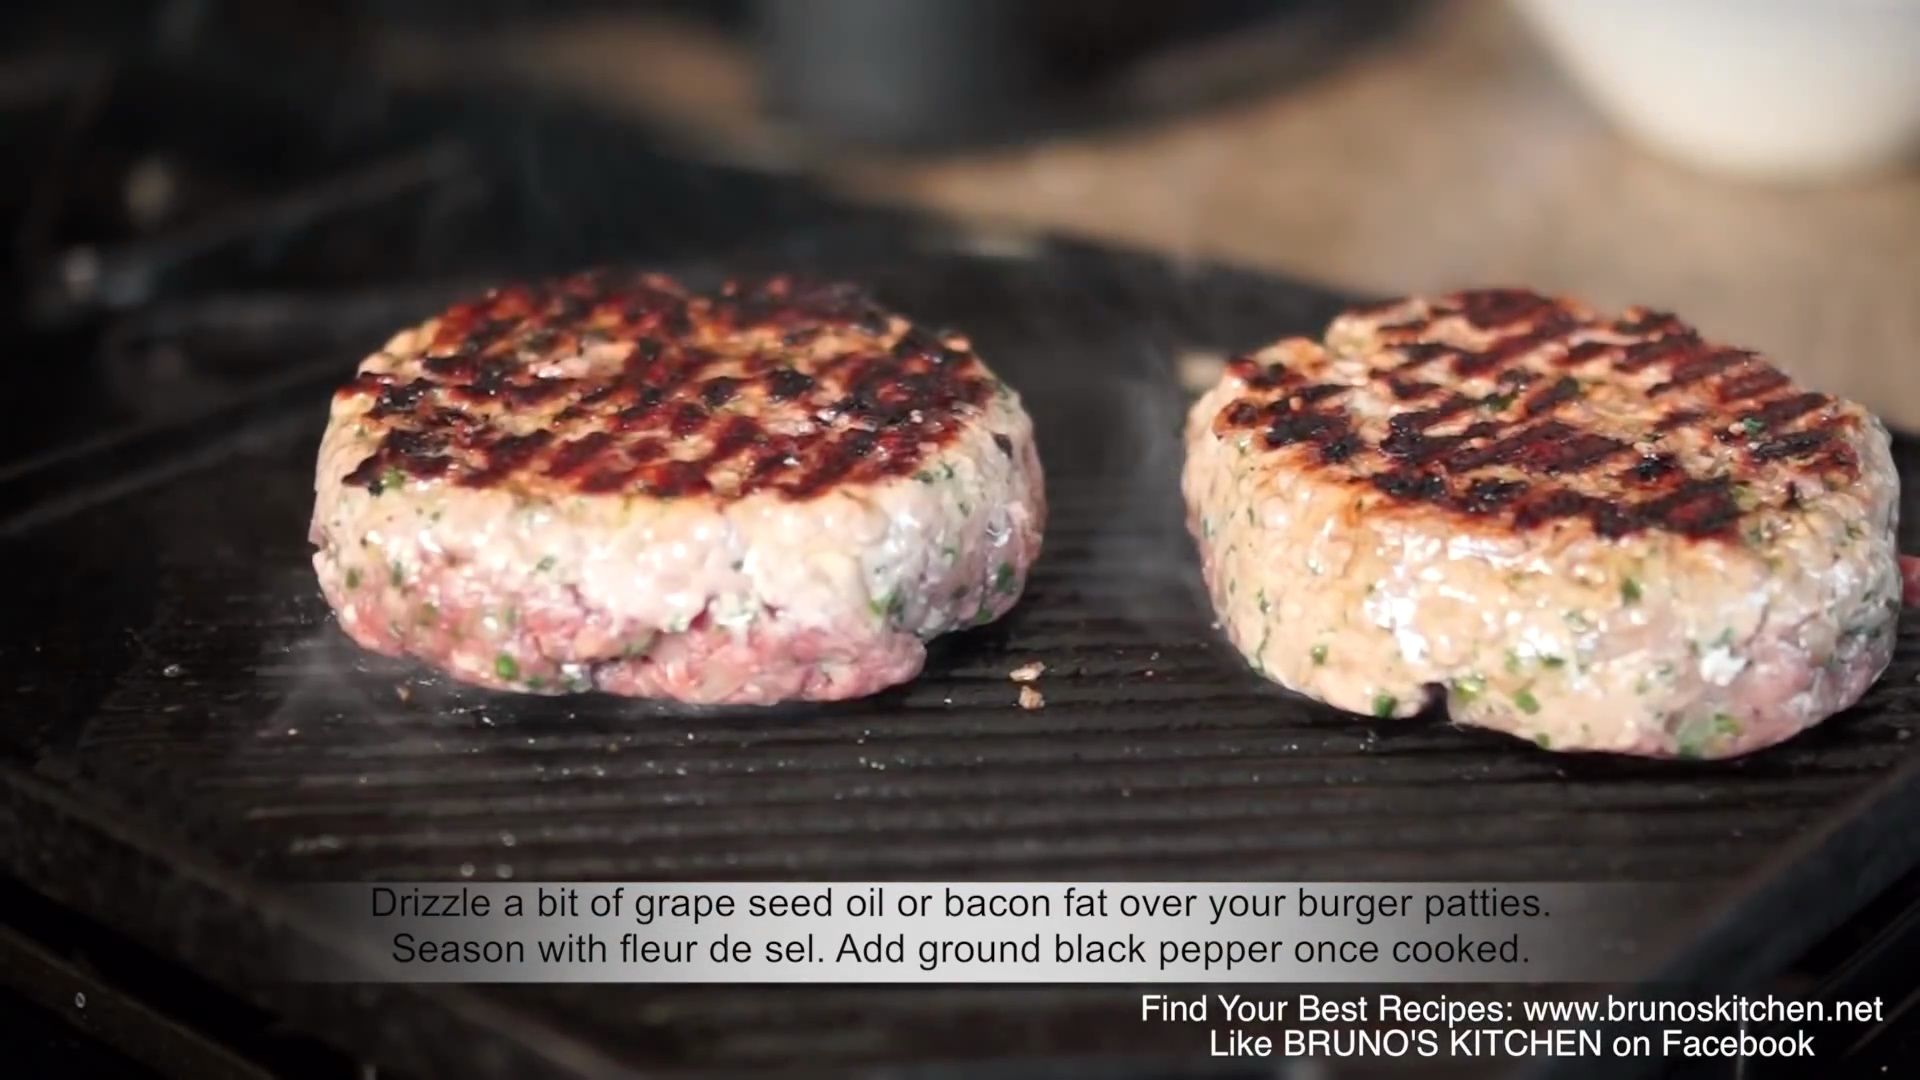 Drizzle a bit of grape seed oil or bacon fat over your burger patties.
Season with fleur de sel. Add ground black pepper once cooked.
Find Your Best Recipes: www.brunoskitchen.net
Like BRUNO'S KITCHEN on Facebook